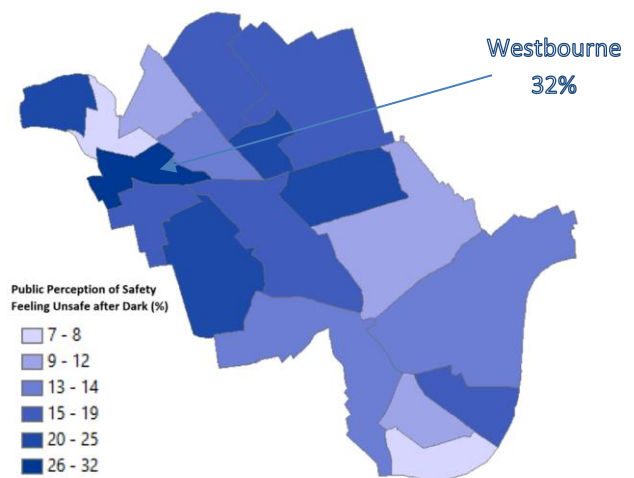 Westbourne
32%
Public Perception of Safety
Feeling Unsafe after Dark (%)
7 - 8
9 - 12
13 - 14
15 - 19
20 - 25
26 - 32